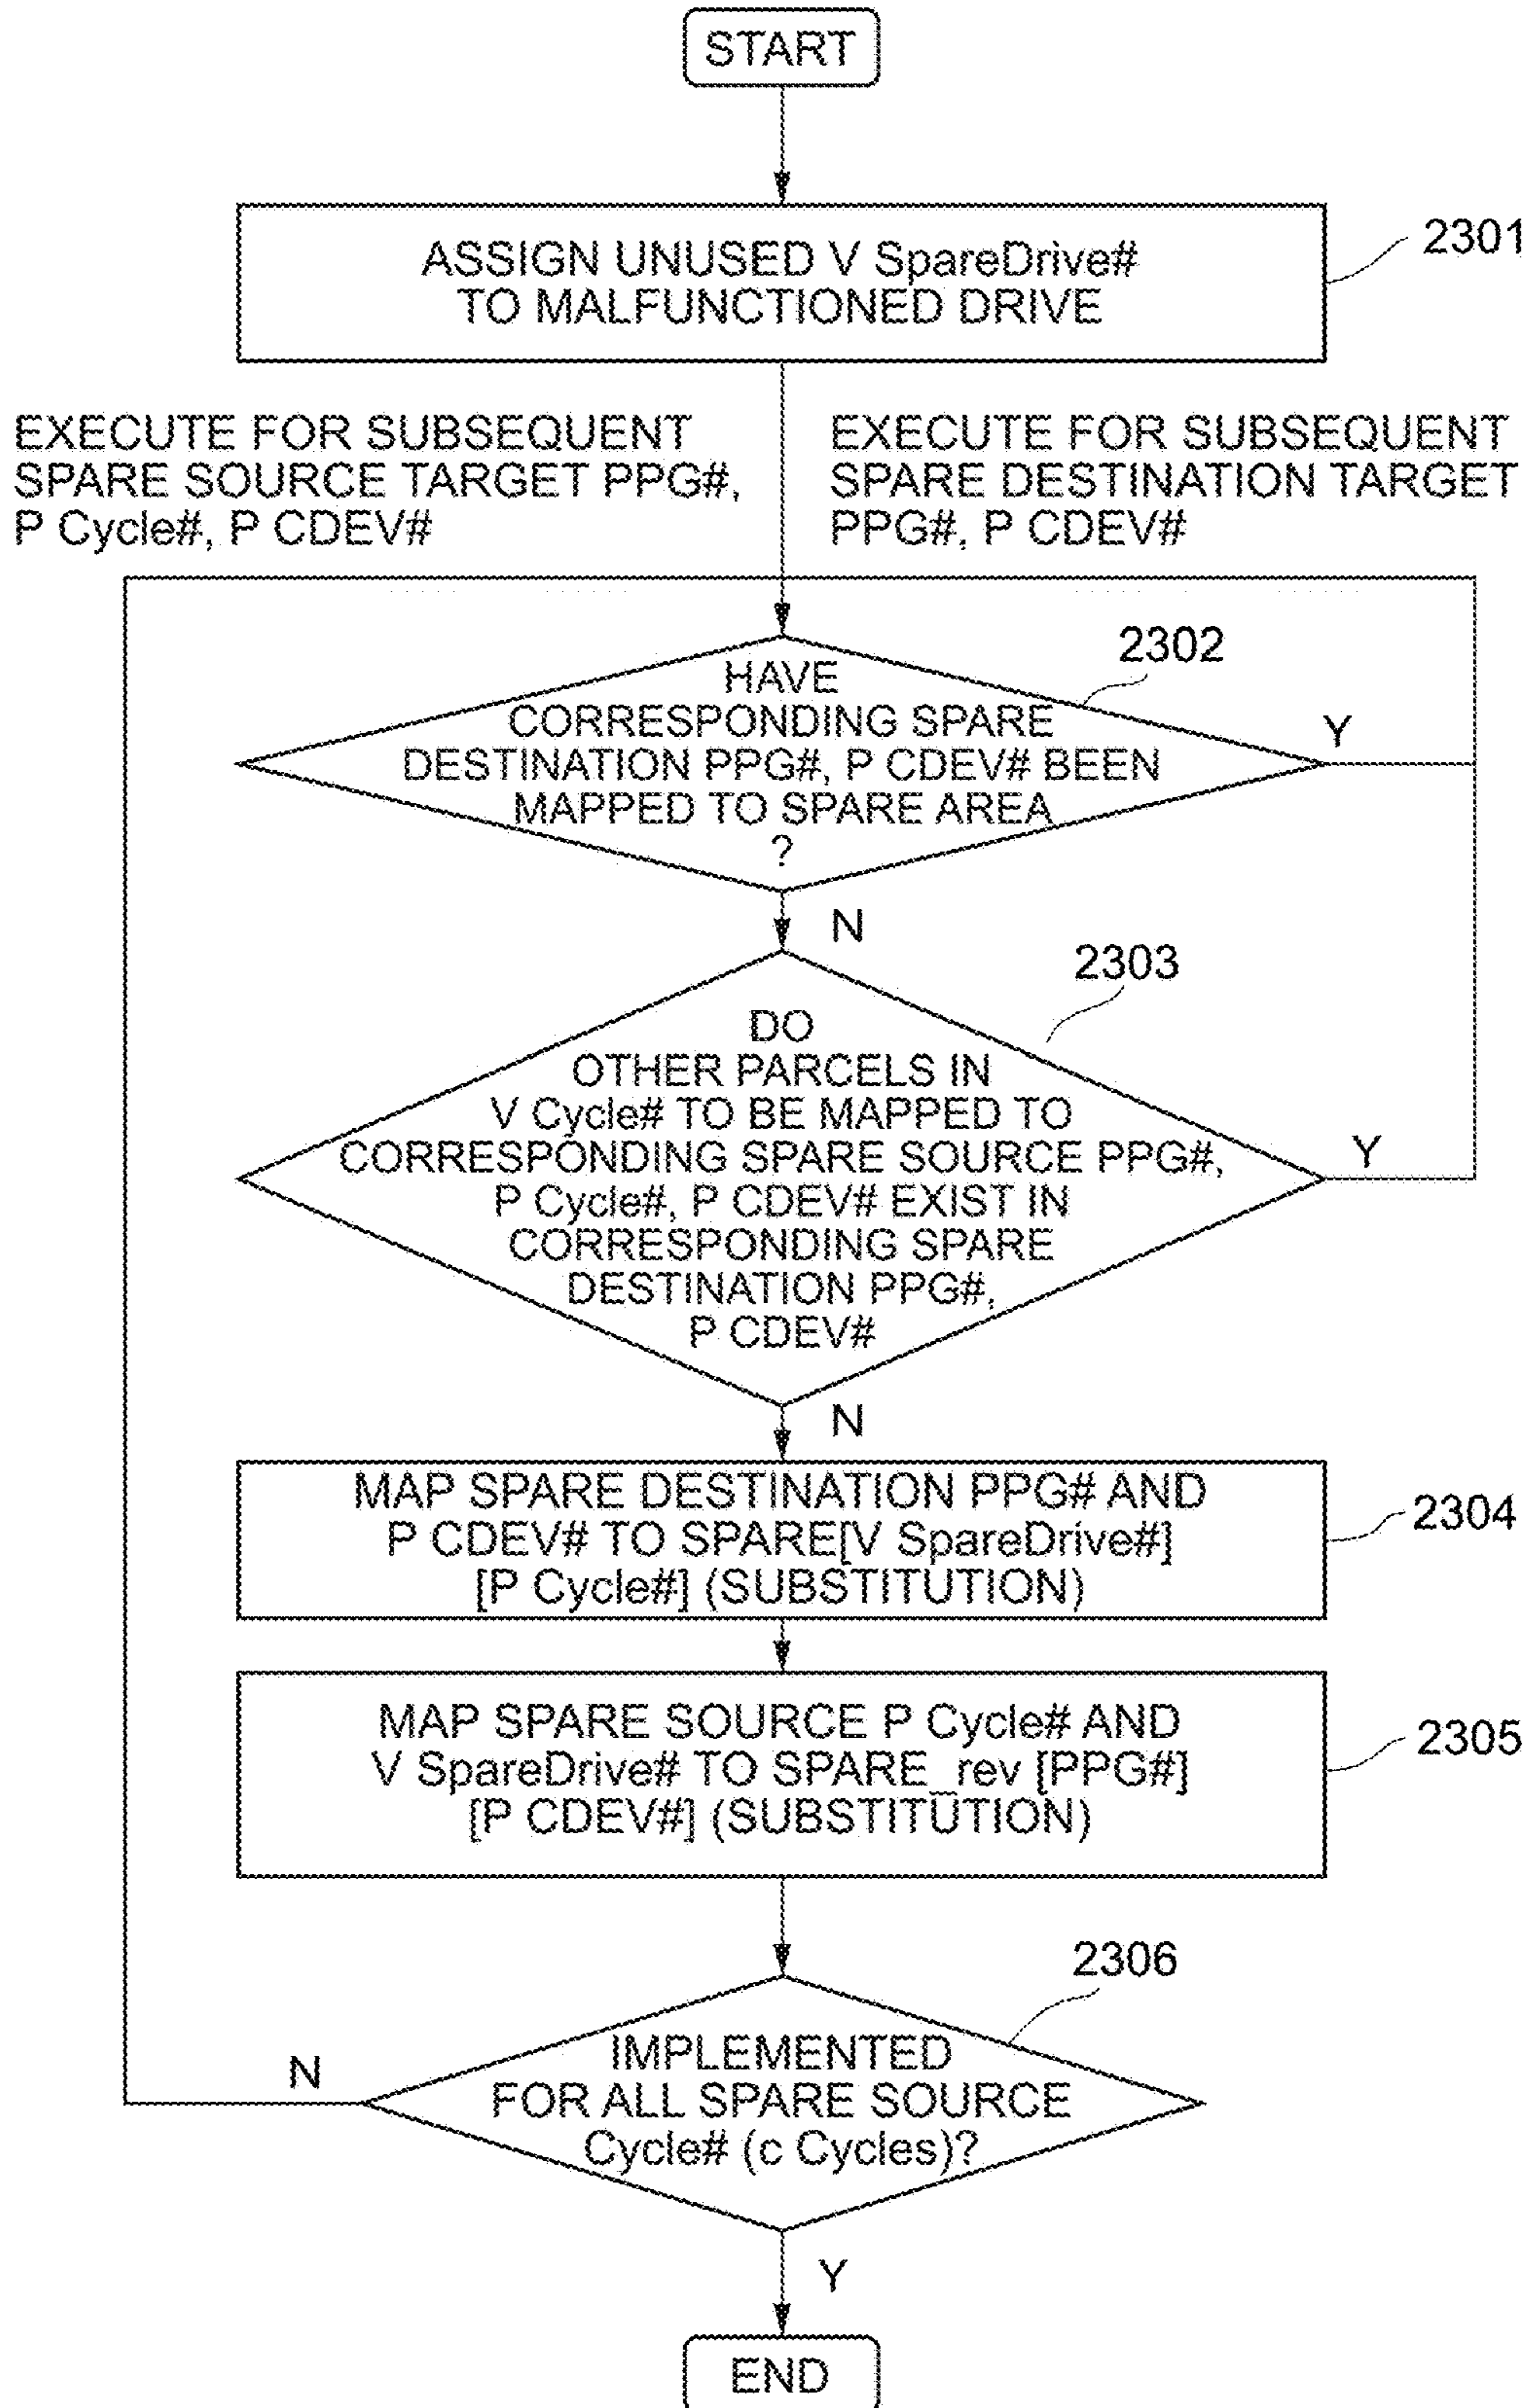 START
ASSIGN UNUSED V SpareDrive#
TO MALFUNCTIONED DRIVE
2301
EXECUTE FOR SUBSEQUENT
SPARE SOURCE TARGET PPG#,
P Cycle#, P CDEV#
EXECUTE FOR SUBSEQUENT
SPARE DESTINATION TARGET
PPG#, P CDEV#
2302
HAVE
CORRESPONDING SPARE
DESTINATION PPG#, P CDEV# BEEN
MAPPED TO SPARE AREA
?
Y
N
2303
DO
OTHER PARCELS IN
V Cycle# TO BE MAPPED TO
CORRESPONDING SPARE SOURCE PPG#,
P Cycle#, P CDEV# EXIST IN
CORRESPONDING SPARE
DESTINATION PPG#,
P CDEV#
Y
N
MAP SPARE DESTINATION PPG# AND
P CDEV# TO SPARE[V SpareDrive#]
[P Cycle#] (SUBSTITUTION)
2304
MAP SPARE SOURCE P Cycle# AND
V SpareDrive# TO SPARE_rev [PPG#]
[P CDEV#] (SUBSTITUTION)
2305
2306
IMPLEMENTED
FOR ALL SPARE SOURCE
Cycle# (c Cycles)?
N
Y
END